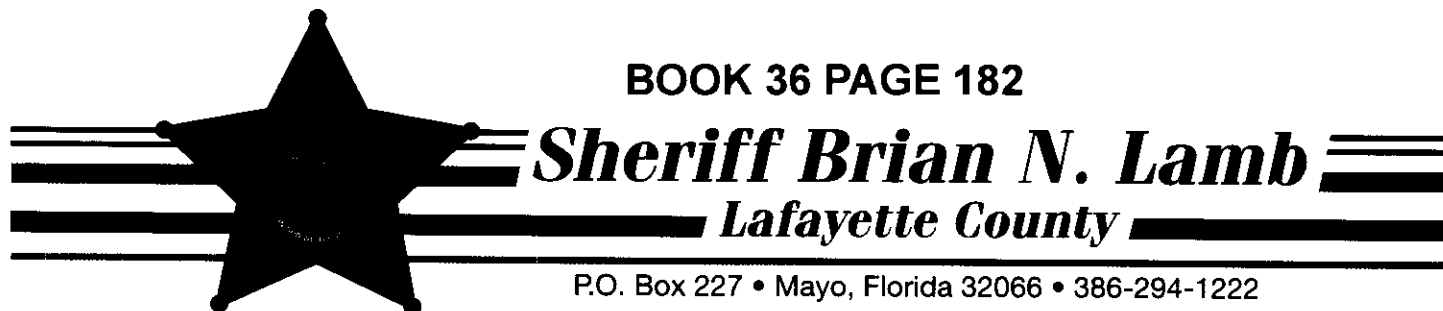 BOOK 36 PAGE 182
Sheriff Brian N. Lamb
Lafayette County
P.O. Box 227 • Mayo, Florida 32066 • 386-294-1222